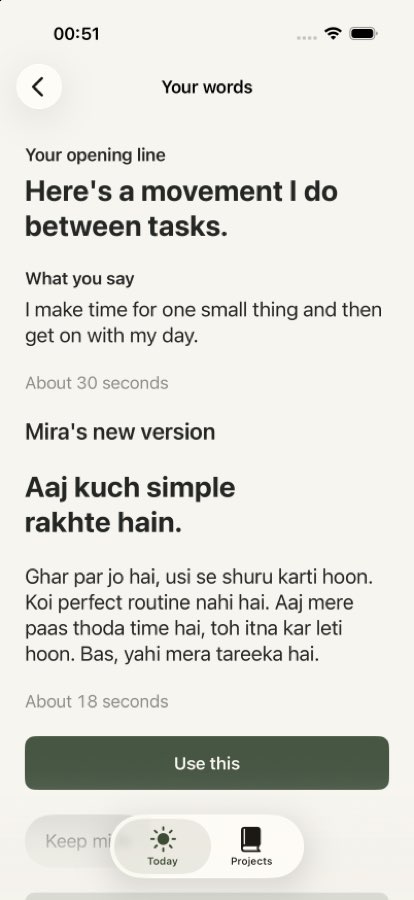 00:51
Your words
Your opening line
Here's a movement I do
between tasks.
What you say
I make time for one small thing and then
get on with my day.
About 30 seconds
Mira's new version
Aaj kuch simple
rakhte hain.
Ghar par jo hai, usi se shuru karti hoon.
Koi perfect routine nahi hai. Aaj mere
paas thoda time hai, toh itna kar leti
hoon. Bas, yahi mera tareeka hai.
About 18 seconds
Use this
Keep
Today
Projects